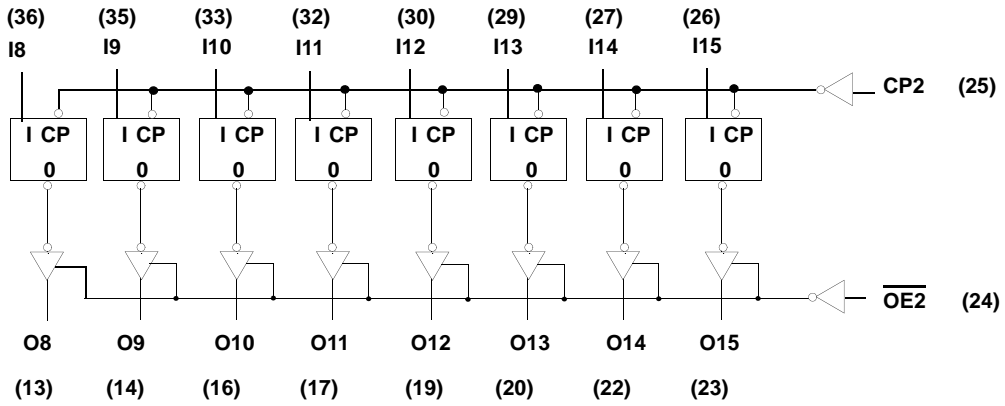 (36) (35) (33) (32) (30) (29) (27) (26)
I8 I9 I10 I11 I12 I13 I14 I15
CP2 (25)
I CP I CP I CP I CP I CP I CP I CP I CP
0 0 0 0 0 0 0 0
OE2 (24)
O8 O9 O10 O11 O12 O13 O14 O15
(13) (14) (16) (17) (19) (20) (22) (23)